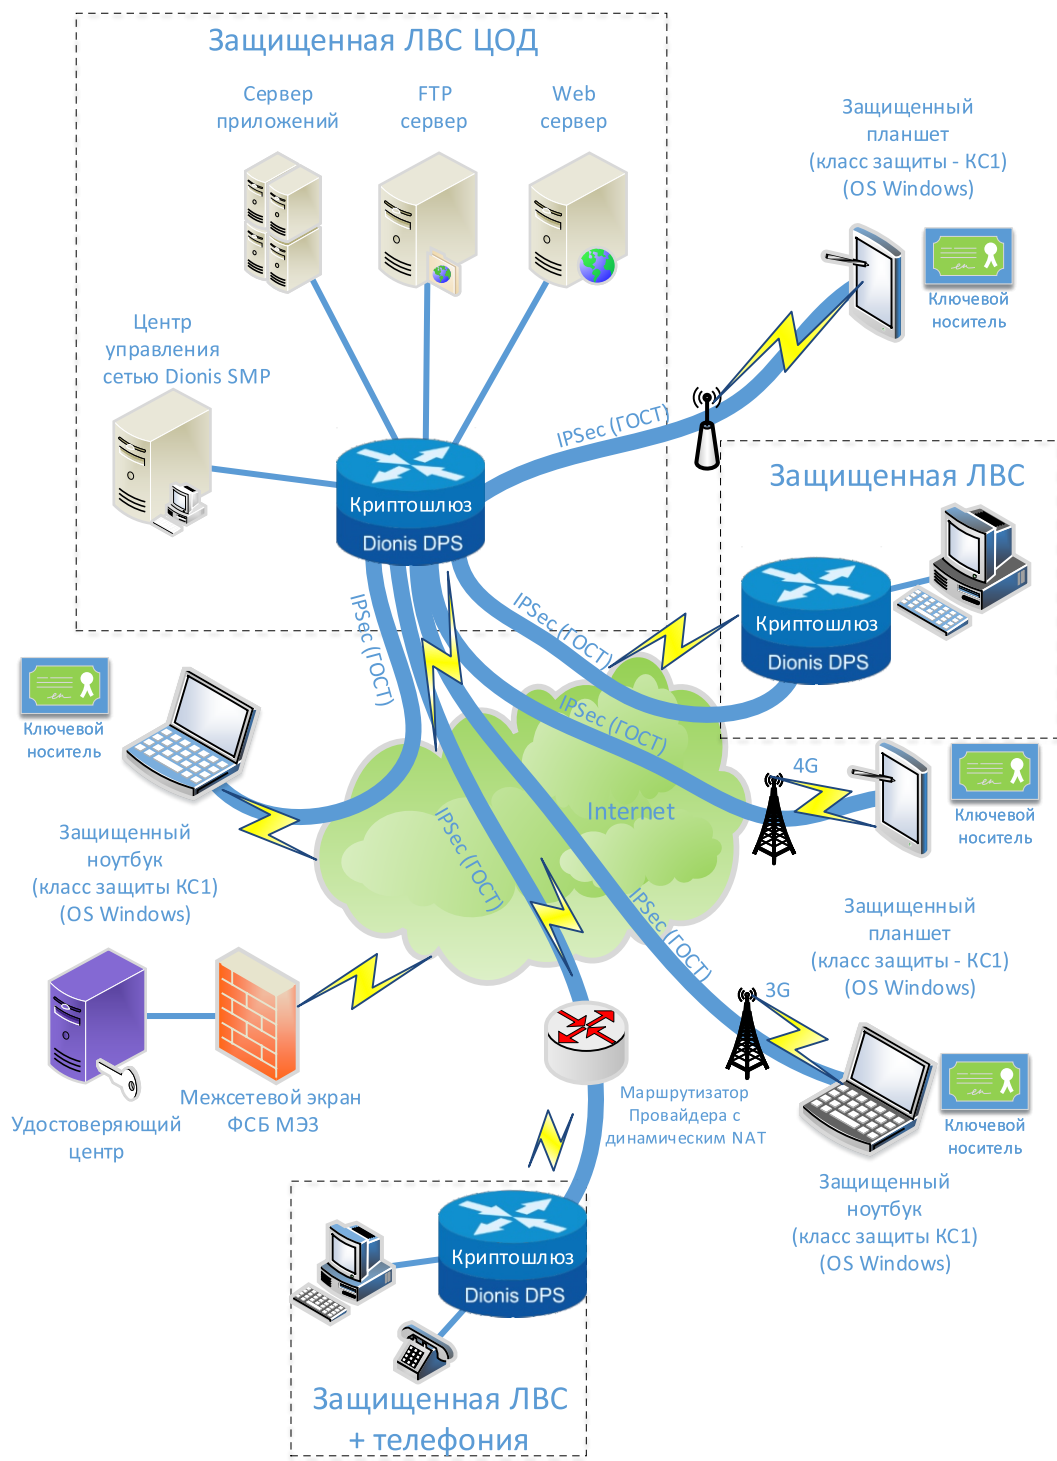 Защищенная ЛВС ЦОД
Сервер
приложений
FTP
сервер
Web
сервер
Защищенный
планшет
(класс защиты - КС1)
(OS Windows)
Ключевой
носитель
Центр
управления
сетью Dionis SMP
IPSec (ГОСТ)
Криптошлюз
Dionis DPS
Защищенная ЛВС
Криптошлюз
Dionis DPS
IPSec (ГОСТ)
IPSec (ГОСТ)
IPSec (ГОСТ)
Ключевой
носитель
Защищенный
ноутбук
(класс защиты КС1)
(OS Windows)
Internet
4G
Ключевой
носитель
IPSec (ГОСТ)
IPSec (ГОСТ)
Защищенный
планшет
(класс защиты - КС1)
(OS Windows)
3G
Удостоверяющий
центр
Межсетевой экран
ФСБ МЭ3
Маршрутизатор
Провайдера с
динамическим NAT
Ключевой
носитель
Защищенный
ноутбук
(класс защиты КС1)
(OS Windows)
Криптошлюз
Dionis DPS
Защищенная ЛВС
+ телефония